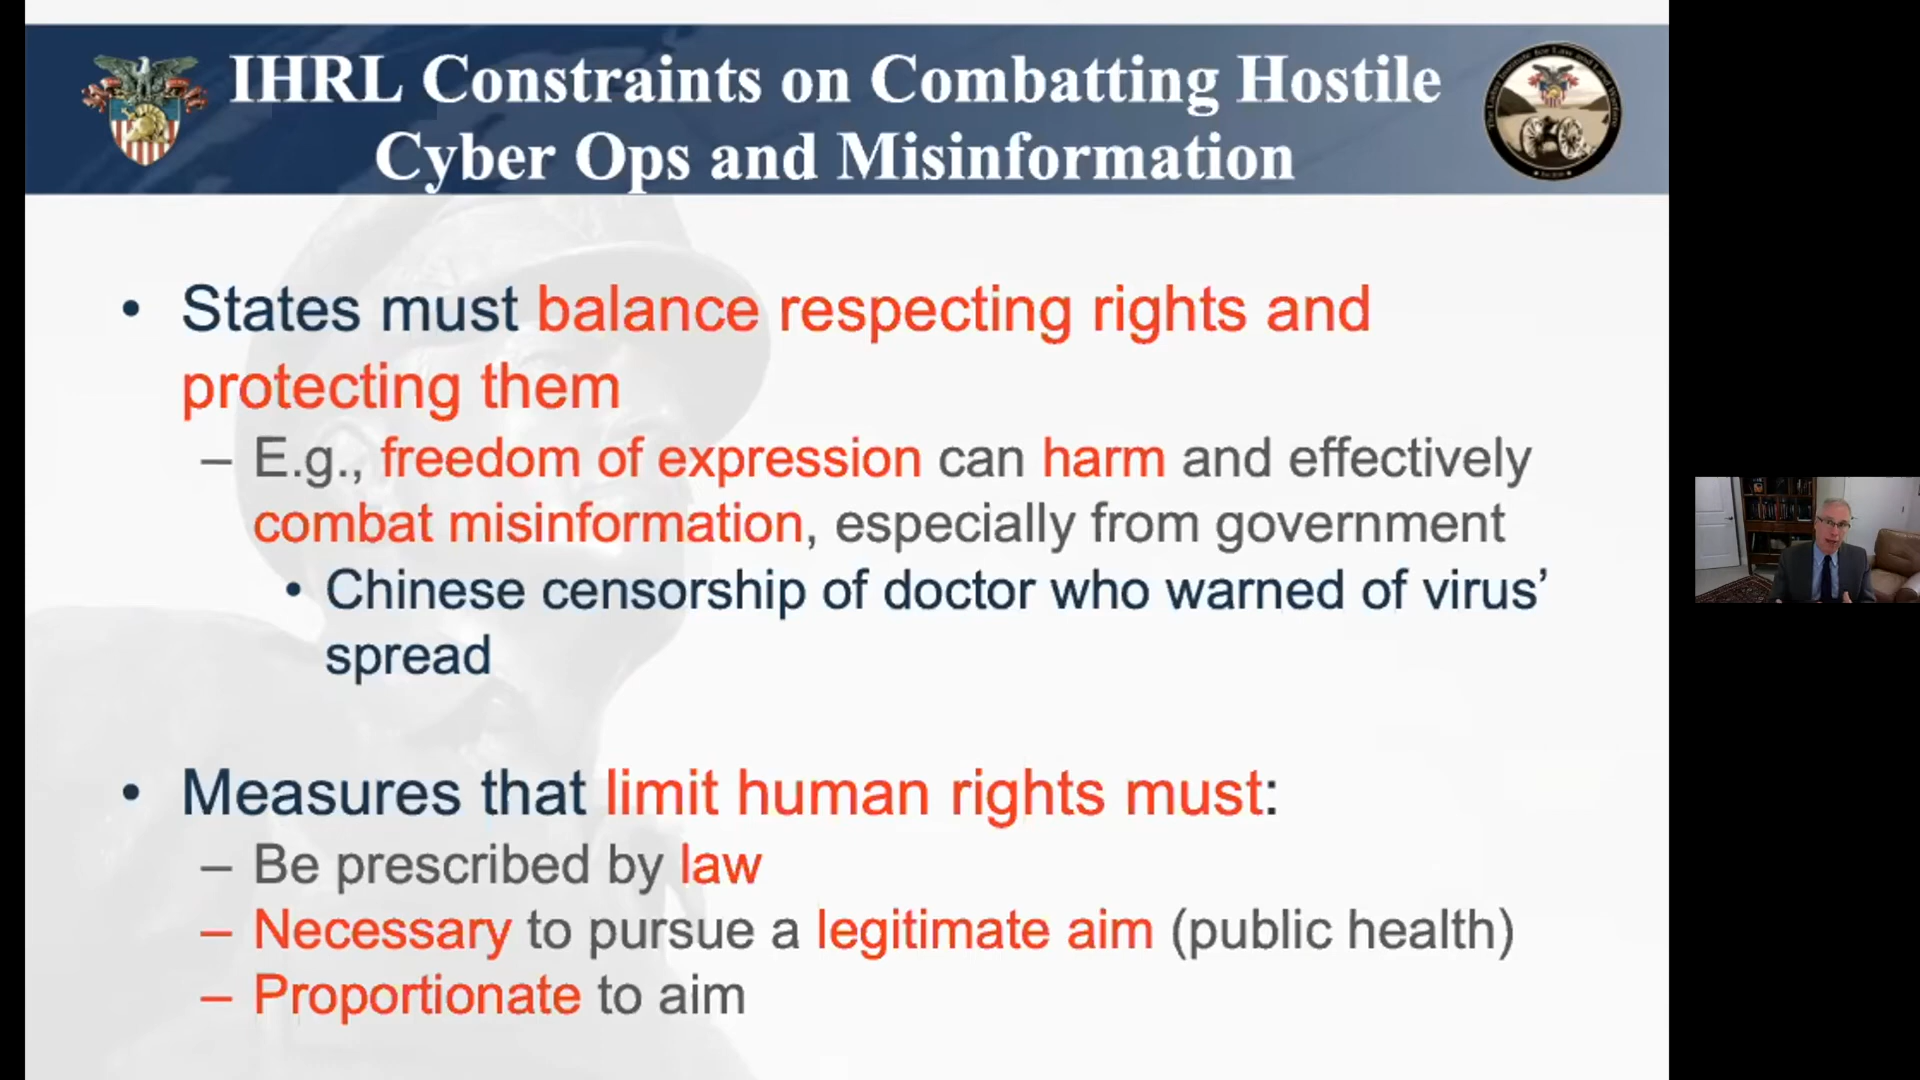 IHRL Constraints on Combatting Hostile
Cyber Ops and Misinformation
• States must balance respecting rights and
protecting them
– E.g., freedom of expression can harm and effectively
combat misinformation, especially from government
• Chinese censorship of doctor who warned of virus’
spread
• Measures that limit human rights must:
– Be prescribed by law
– Necessary to pursue a legitimate aim (public health)
– Proportionate to aim